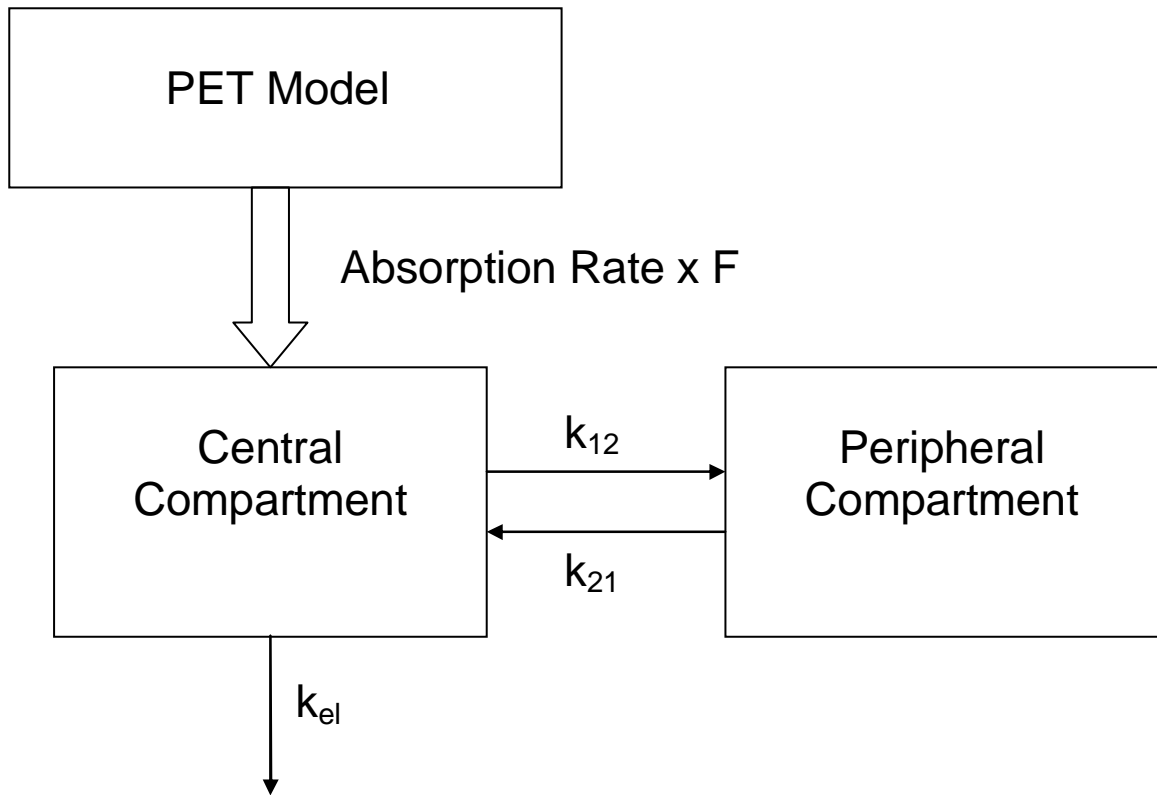 PET Model
Absorption Rate x F
Central
Compartment
k₁₂
k₂₁
Peripheral
Compartment
kₑₗ